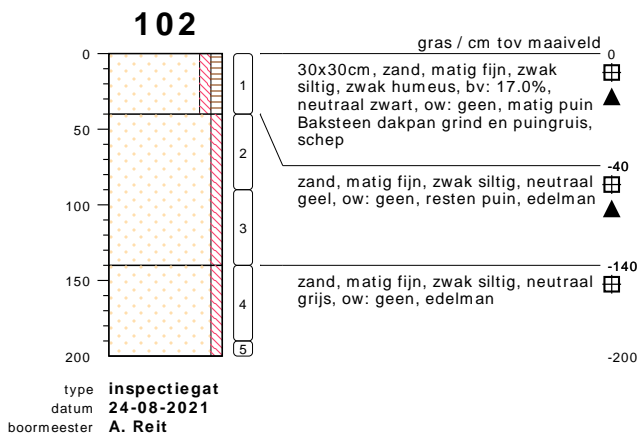 102
gras / cm tov maaiveld
0
0
30x30cm, zand, matig fijn, zwak
siltig, zwak humeus, bv: 17.0%,
neutraal zwart, ow: geen, matig puin
Baksteen dakpan grind en puingruis,
schep
1
50
2
-40
zand, matig fijn, zwak siltig, neutraal
geel, ow: geen, resten puin, edelman
100
3
-140
zand, matig fijn, zwak siltig, neutraal
grijs, ow: geen, edelman
150
4
5
200
-200
type inspectiegat
datum 24-08-2021
boormeester A. Reit